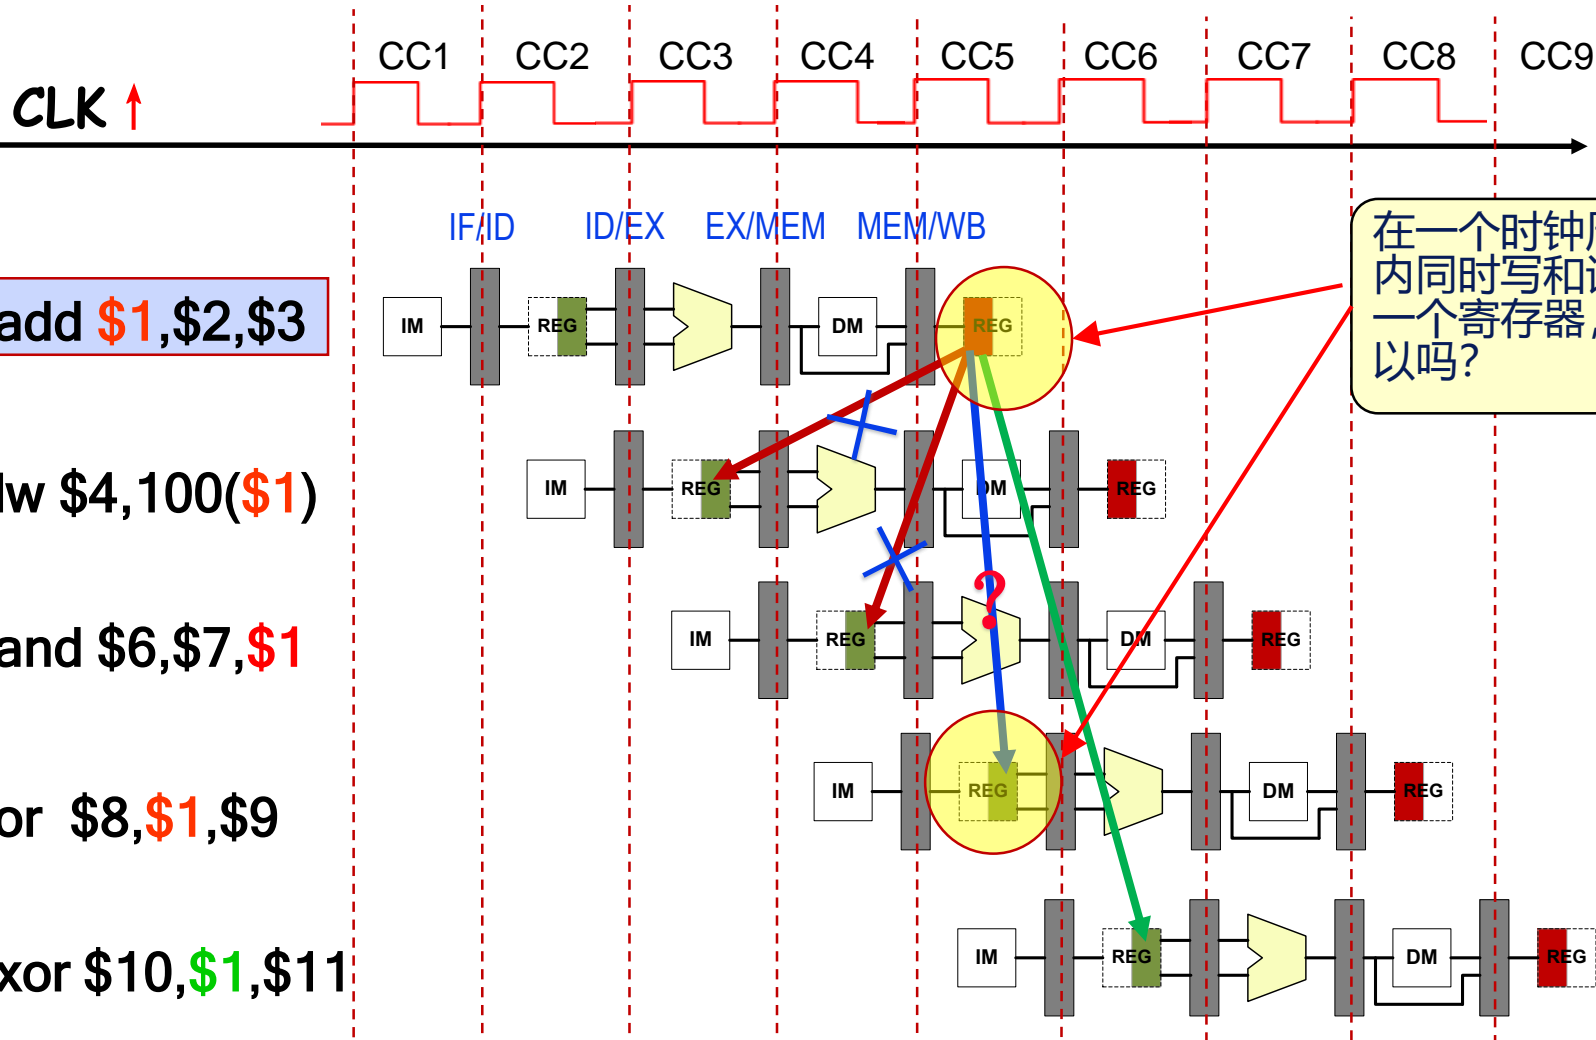 CC1 CC2 CC3 CC4 CC5 CC6 CC7 CC8 CC9
CLK
IF/ID ID/EX EX/MEM MEM/WB
在一个时钟
内同时写和
一个寄存器，
以吗？
add $1,$2,$3
IM REG DM REG
lw $4,100($1)
IM REG DM REG
?
and $6,$7,$1
IM REG DM REG
or $8,$1,$9
IM REG DM REG
xor $10,$1,$11
IM REG DM REG